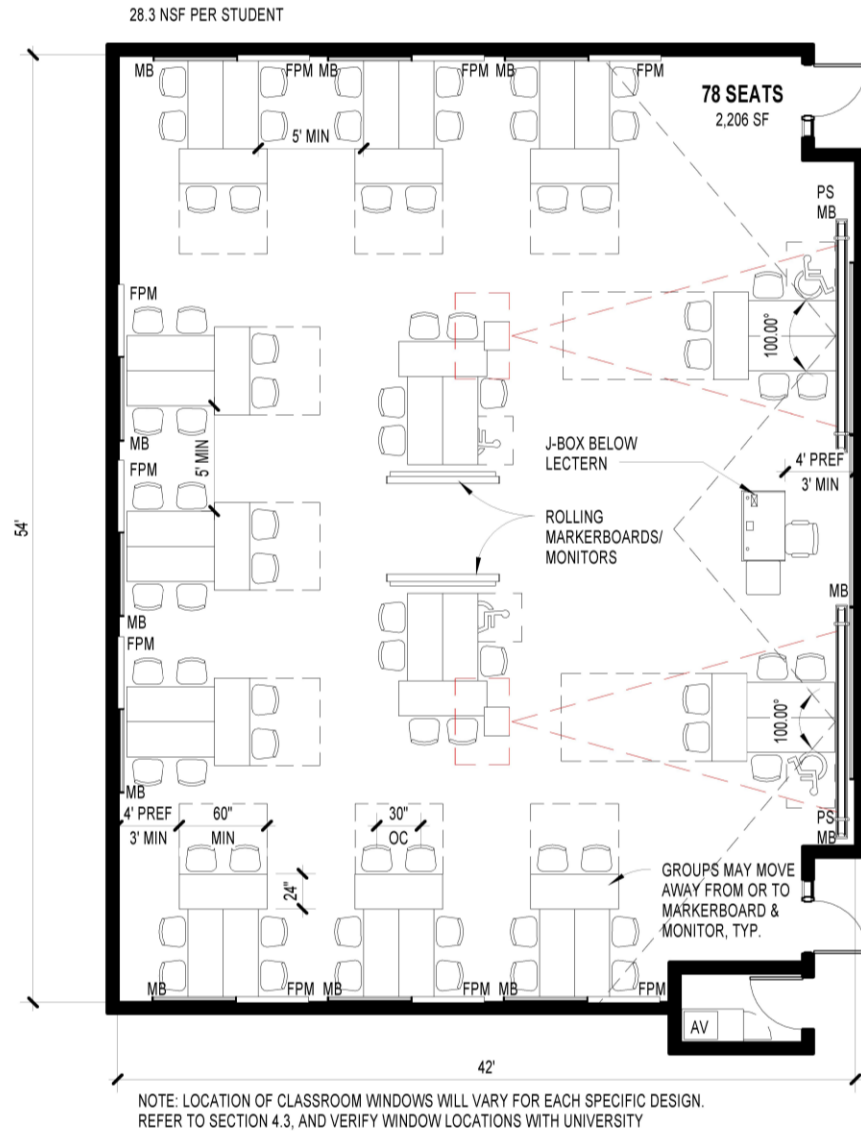 28.3 NSF PER STUDENT
MB
FPM MB
FPM MB
FPM
78 SEATS
2,206 SF
5' MIN
PS
MB
FPM
100.00°
MB
5' MIN
J-BOX BELOW
LECTERN
4' PREF
3' MIN
FPM
54'
ROLLING
MARKERBOARDS/
MONITORS
MB
MB
FPM
100.00°
MB
4' PREF
3' MIN
60"
MIN
30"
OC
PS
MB
24"
GROUPS MAY MOVE
AWAY FROM OR TO
MARKERBOARD &
MONITOR, TYP.
MB
FPM
MB
FPM
MB
FPM
AV
42'
NOTE: LOCATION OF CLASSROOM WINDOWS WILL VARY FOR EACH SPECIFIC DESIGN.
REFER TO SECTION 4.3, AND VERIFY WINDOW LOCATIONS WITH UNIVERSITY